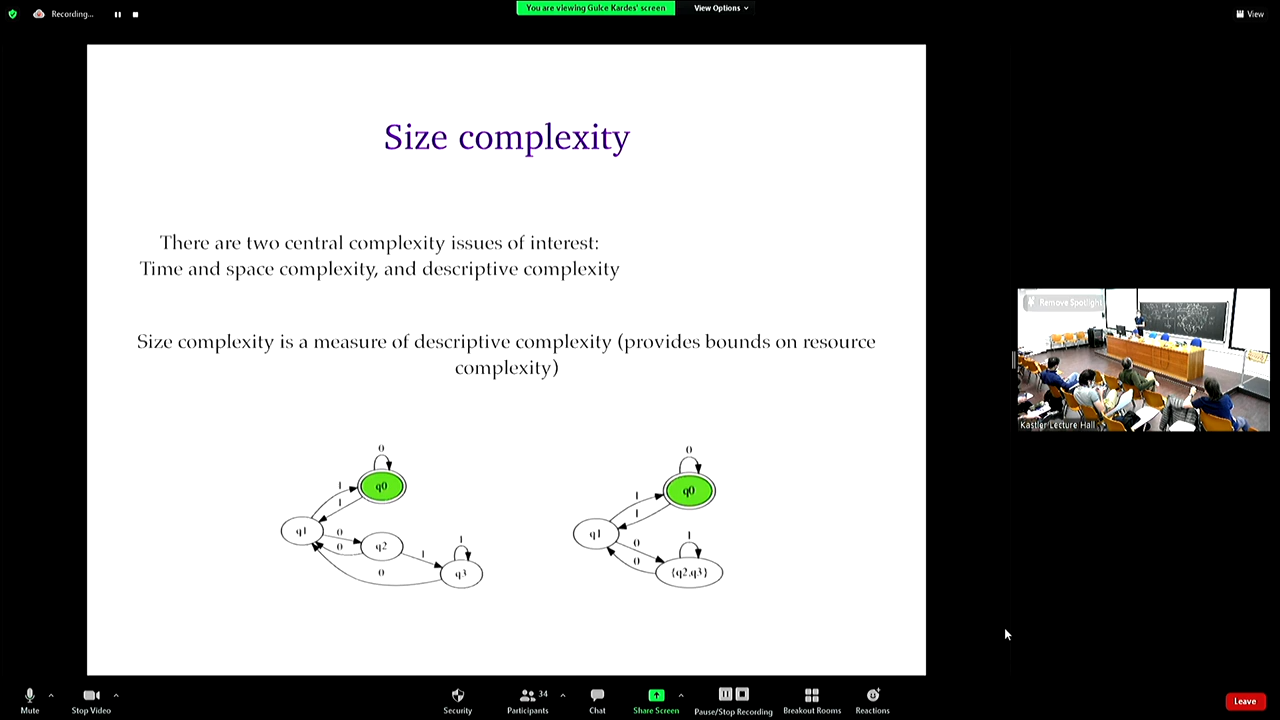 Recording...
You are viewing Gulce Kardes' screen
View Options
View
Size complexity
There are two central complexity issues of interest:
Time and space complexity, and descriptive complexity
Size complexity is a measure of descriptive complexity (provides bounds on resource
complexity)
0
q0
1
1
q1
0
0
q2
1
1
q3
0
0
q0
1
1
q1
0
0
1
{q2,q3}
Remove Spotlight
Kastler Lecture Hall
Mute
Stop Video
Security
Participants
34
Chat
Share Screen
Pause/Stop Recording
Breakout Rooms
Reactions
Leave